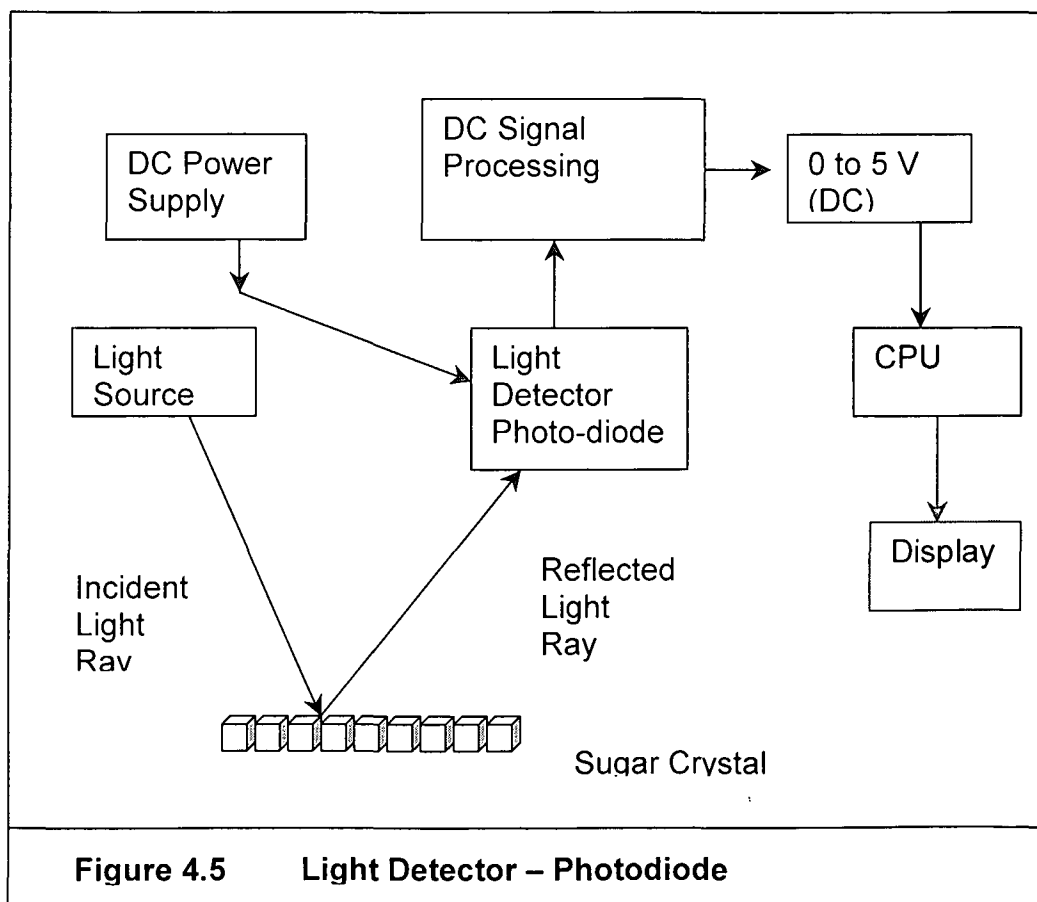 DC Power
Supply
DC Signal
Processing
0 to 5 V
(DC)
Light
Source
Light
Detector
Photo-diode
CPU
Display
Incident
Light
Ray
Reflected
Light
Ray
Sugar Crystal
Figure 4.5 Light Detector – Photodiode